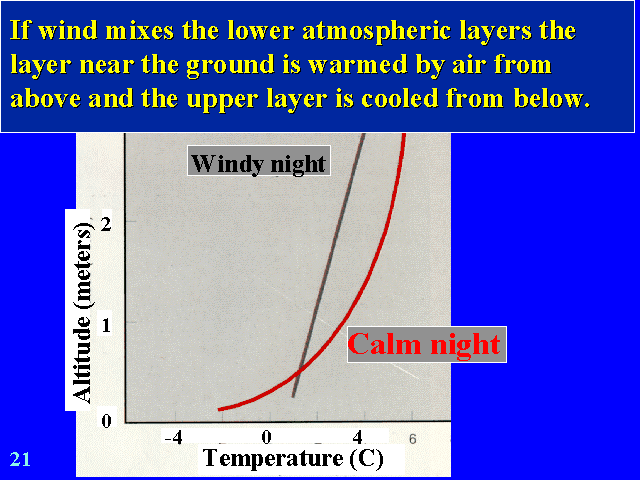 If wind mixes the lower atmospheric layers the
layer near the ground is warmed by air from
above and the upper layer is cooled from below.
Windy night
2
Altitude (meters)
1
Calm night
0
-4 0 4 6
21
Temperature (C)